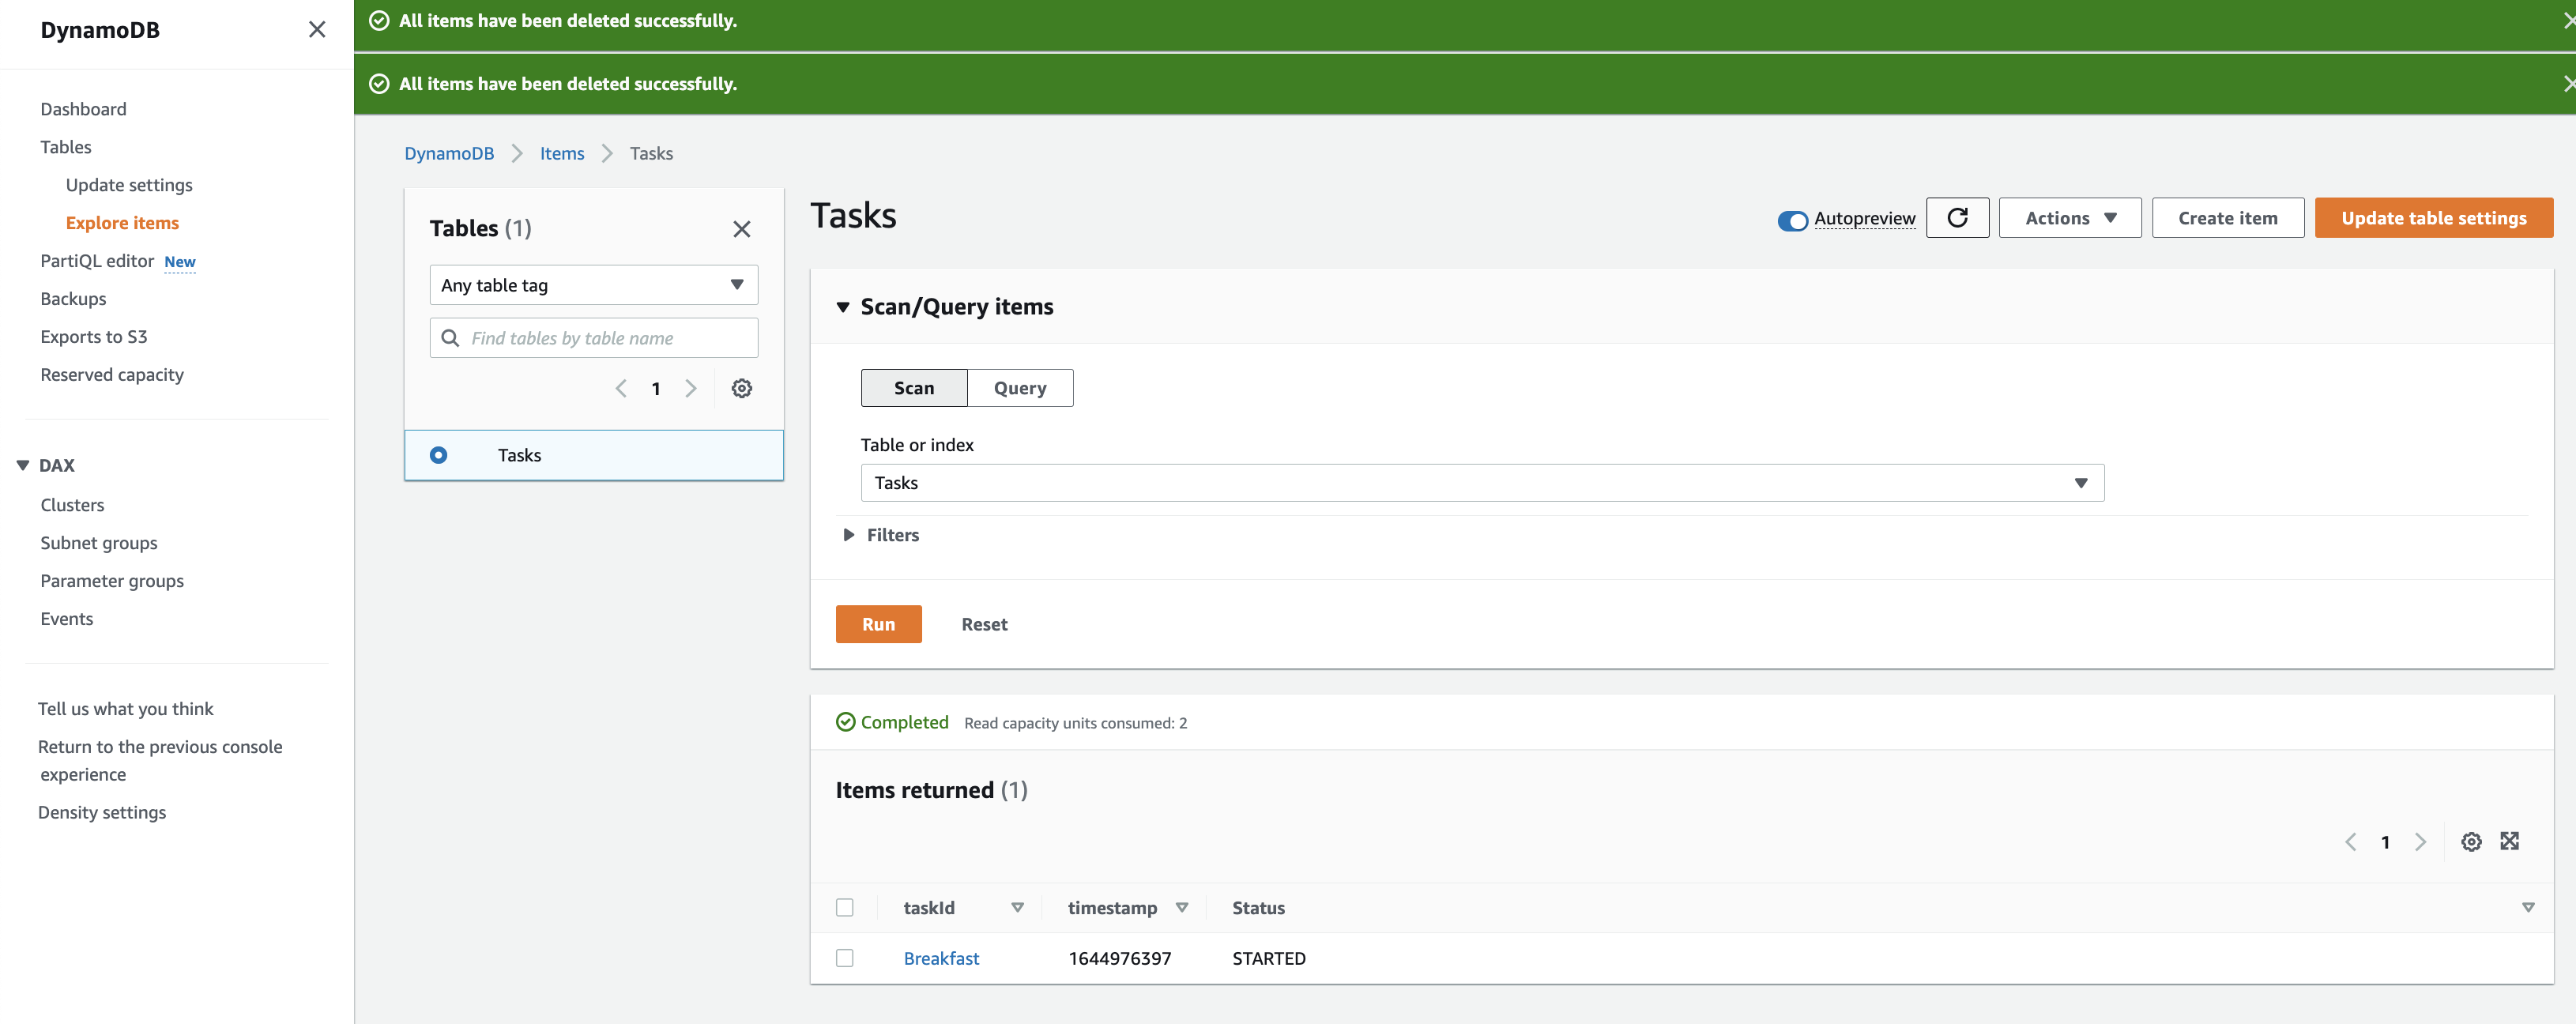 DynamoDB
Dashboard
Tables
Update settings
Explore items
PartiQL editor New
Backups
Exports to S3
Reserved capacity
DAX
Clusters
Subnet groups
Parameter groups
Events
Tell us what you think
Return to the previous console
experience
Density settings
All items have been deleted successfully.
All items have been deleted successfully.
DynamoDB Items Tasks
Tables (1)
Any table tag
Find tables by table name
1
Tasks
Tasks
Autopreview Actions Create item Update table settings
Scan/Query items
Scan Query
Table or index
Tasks
Filters
Run Reset
Completed Read capacity units consumed: 2
Items returned (1)
1
taskId timestamp Status
Breakfast 1644976397 STARTED